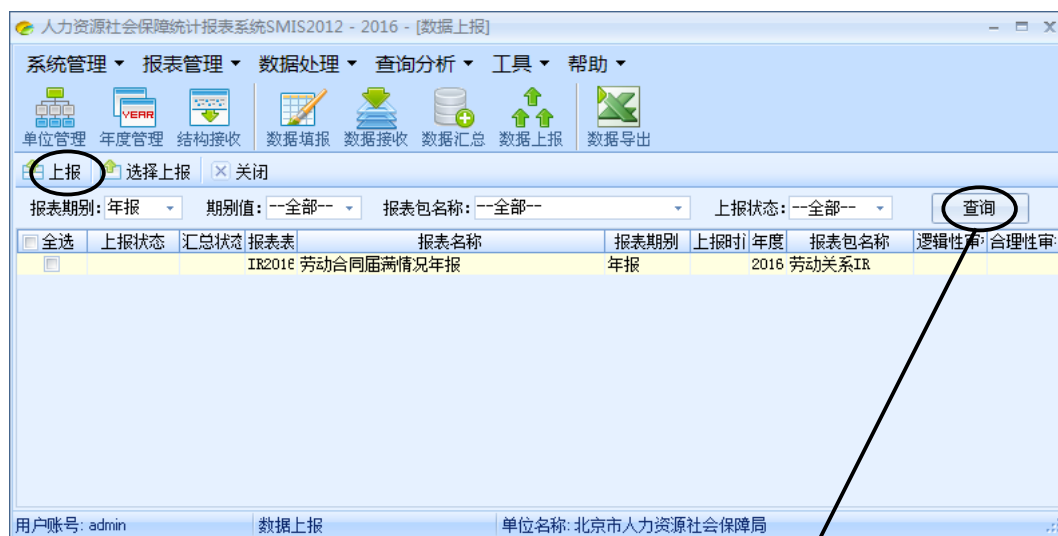 人力资源社会保障统计报表系统SMIS2012 - 2016 - [数据上报]
系统管理 报表管理 数据处理 查询分析 工具 帮助
YEAR
单位管理 年度管理 结构接收 数据填报 数据接收 数据汇总 数据上报 数据导出
上报 选择上报 关闭
报表期别: 年报 期别值: --全部-- 报表包名称: --全部-- 上报状态: --全部-- 查询
全选 上报状态 汇总状态 报表表 报表名称 报表期别 上报时 年度 报表包名称 逻辑性审 合理性审
IR2016 劳动合同届满情况年报 年报 2016 劳动关系IR
用户账号: admin 数据上报 单位名称: 北京市人力资源社会保障局